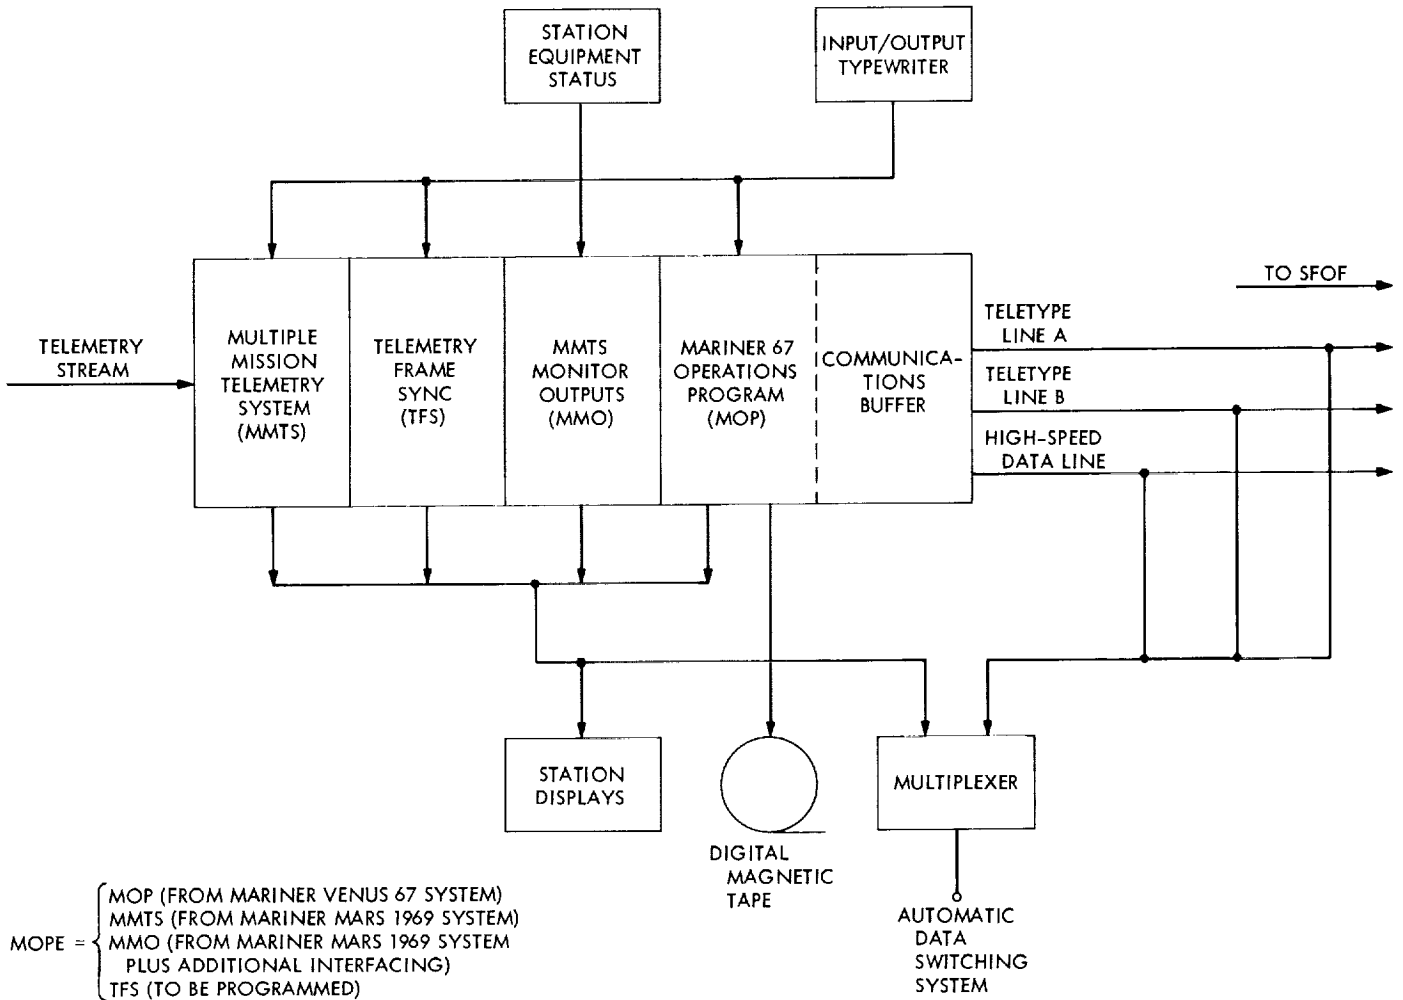 STATION
EQUIPMENT
STATUS
INPUT/OUTPUT
TYPEWRITER
TO SFOF
TELEMETRY
STREAM
MULTIPLE
MISSION
TELEMETRY
SYSTEM
(MMTS)
TELEMETRY
FRAME
SYNC
(TFS)
MMTS
MONITOR
OUTPUTS
(MMO)
MARINER 67
OPERATIONS
PROGRAM
(MOP)
COMMUNICA-
TIONS
BUFFER
TELETYPE
LINE A
TELETYPE
LINE B
HIGH-SPEED
DATA LINE
STATION
DISPLAYS
DIGITAL
MAGNETIC
TAPE
MULTIPLEXER
AUTOMATIC
DATA
SWITCHING
SYSTEM
MOPE =
MOP (FROM MARINER VENUS 67 SYSTEM)
MMTS (FROM MARINER MARS 1969 SYSTEM)
MMO (FROM MARINER MARS 1969 SYSTEM
PLUS ADDITIONAL INTERFACING)
TFS (TO BE PROGRAMMED)